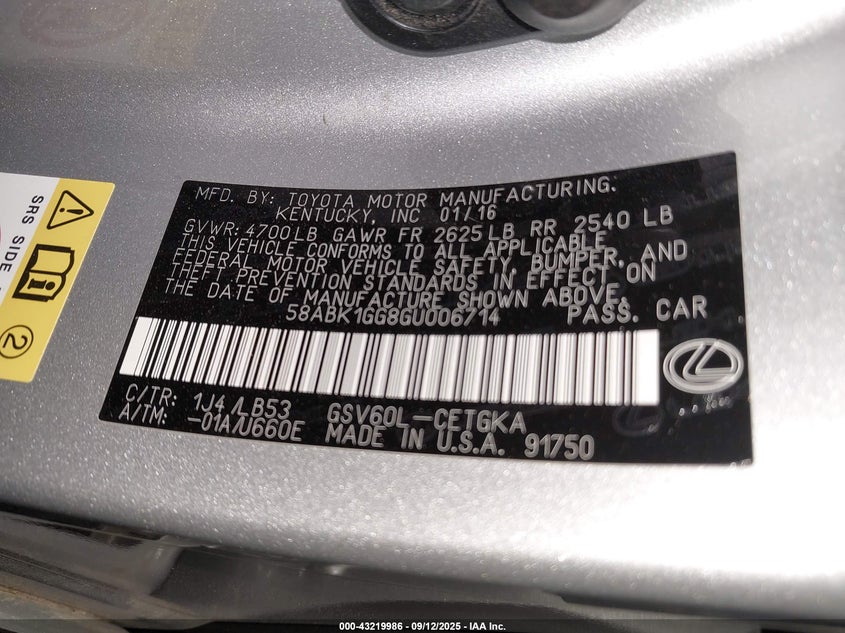 MFD. BY: TOYOTA MOTOR MANUFACTURING.
KENTUCKY, INC 01/16
GVWR: 4700LB GAWR FR 2625LB RR 2540 LB
THIS VEHICLE CONFORMS TO ALL APPLICABLE
FEDERAL MOTOR VEHICLE SAFETY, BUMPER, AND
THEFT PREVENTION STANDARDS IN EFFECT ON
THE DATE OF MANUFACTURE SHOWN ABOVE.
58ABK1GG8GU006714 PASS. CAR
C/TR: 1J4 /LB53 GSV60L-CETGKA
A/TM: -01A/U660E MADE IN U.S.A. 91750
SRS SIDE
2
000-43219986 - 09/12/2025 - IAA Inc.